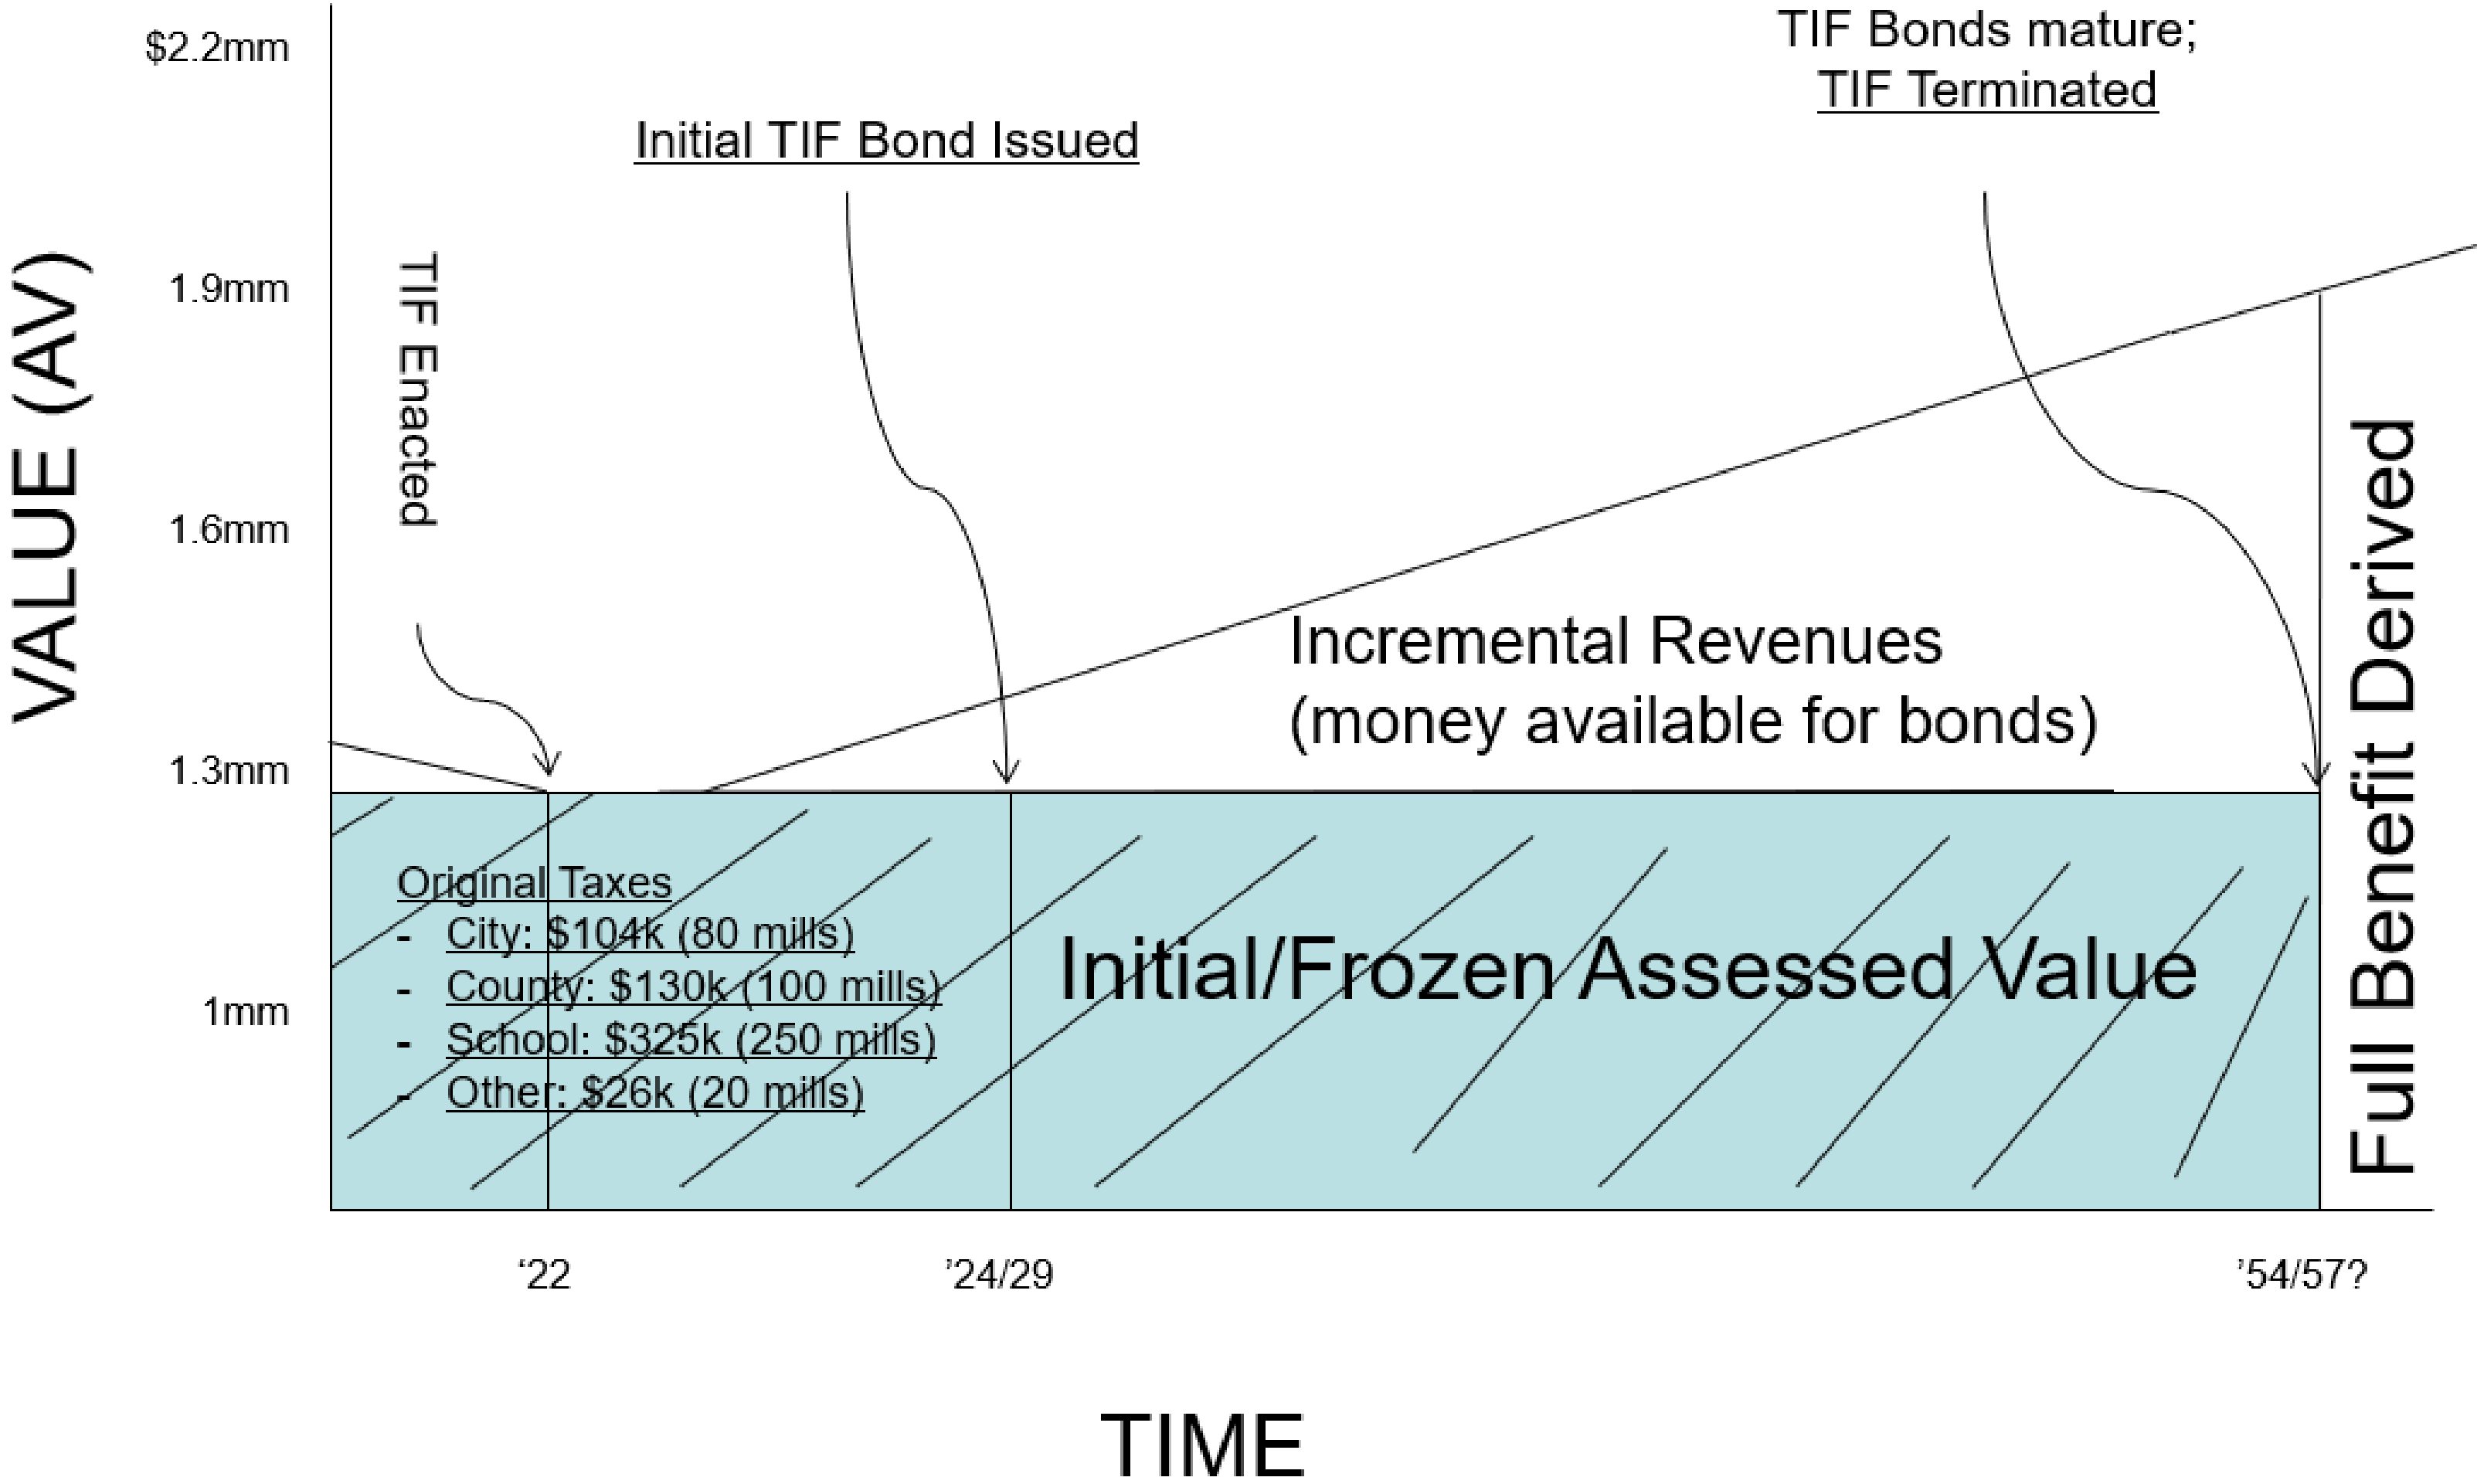 TIF Bonds mature;
TIF Terminated
$2.2mm
Initial TIF Bond Issued
VALUE (AV)
1.9mm
TIF Enacted
1.6mm
Incremental Revenues
(money available for bonds)
1.3mm
Full Benefit Derived
Original Taxes
- City: $104k (80 mills)
- County: $130k (100 mills)
- School: $325k (250 mills)
- Other: $26k (20 mills)
Initial/Frozen Assessed Value
1mm
‘22
’24/29
’54/57?
TIME